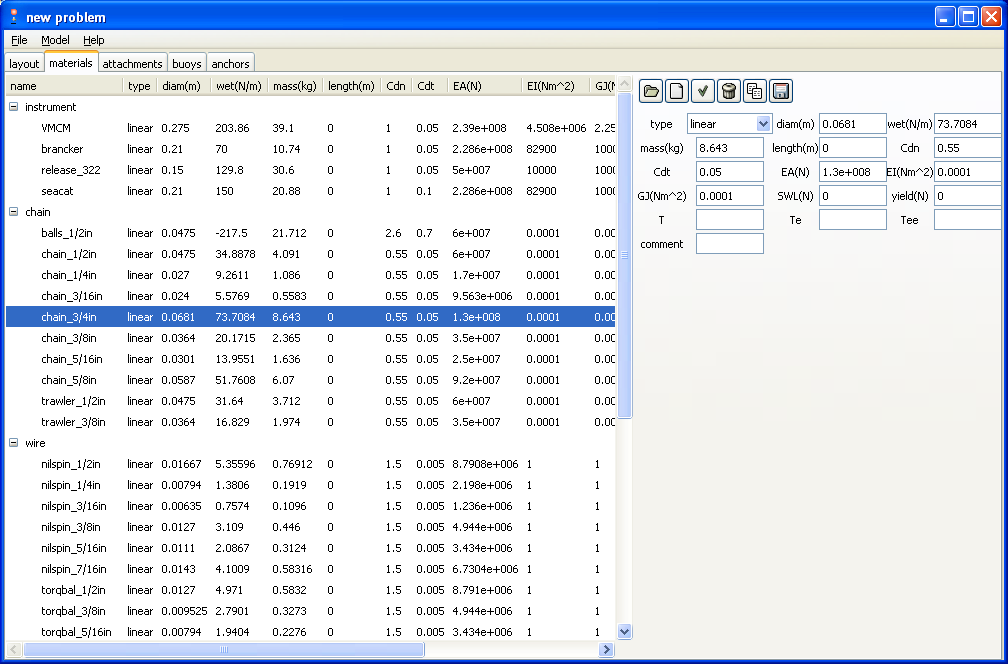 new problem
File Model Help
layout materials attachments buoys anchors
name type diam(m) wet(N/m) mass(kg) length(m) Cdn Cdt EA(N) EI(Nm^2) GJ(N
instrument
VMCM linear 0.275 203.86 39.1 0 1 0.05 2.39e+008 4.508e+006 2.25
brancker linear 0.21 70 10.74 0 1 0.05 2.286e+008 82900 1000
release_322 linear 0.15 129.8 30.6 0 1 0.05 5e+007 10000 1000
seacat linear 0.21 150 20.88 0 1 0.1 2.286e+008 82900 1000
chain
balls_1/2in linear 0.0475 -217.5 21.712 0 2.6 0.7 6e+007 0.0001 0.00
chain_1/2in linear 0.0475 34.8878 4.091 0 0.55 0.05 6e+007 0.0001 0.00
chain_1/4in linear 0.027 9.2611 1.086 0 0.55 0.05 1.7e+007 0.0001 0.00
chain_3/16in linear 0.024 5.5769 0.5583 0 0.55 0.05 9.563e+006 0.0001 0.00
chain_3/4in linear 0.0681 73.7084 8.643 0 0.55 0.05 1.3e+008 0.0001 0.00
chain_3/8in linear 0.0364 20.1715 2.365 0 0.55 0.05 3.5e+007 0.0001 0.00
chain_5/16in linear 0.0301 13.9551 1.636 0 0.55 0.05 2.5e+007 0.0001 0.00
chain_5/8in linear 0.0587 51.7608 6.07 0 0.55 0.05 9.2e+007 0.0001 0.00
trawler_1/2in linear 0.0475 31.64 3.712 0 0.55 0.05 6e+007 0.0001 0.00
trawler_3/8in linear 0.0364 16.829 1.974 0 0.55 0.05 3.5e+007 0.0001 0.00
wire
nilspin_1/2in linear 0.01667 5.35596 0.76912 0 1.5 0.005 8.7908e+006 1 1
nilspin_1/4in linear 0.00794 1.3806 0.1919 0 1.5 0.005 2.198e+006 1 1
nilspin_3/16in linear 0.00635 0.7574 0.1096 0 1.5 0.005 1.236e+006 1 1
nilspin_3/8in linear 0.0127 3.109 0.446 0 1.5 0.005 4.944e+006 1 1
nilspin_5/16in linear 0.0111 2.0867 0.3124 0 1.5 0.005 3.434e+006 1 1
nilspin_7/16in linear 0.0143 4.1009 0.58316 0 1.5 0.005 6.7304e+006 1 1
torqbal_1/2in linear 0.0127 4.971 0.5832 0 1.5 0.005 8.791e+006 1 1
torqbal_3/8in linear 0.009525 2.7901 0.3273 0 1.5 0.005 4.944e+006 1 1
torqbal_5/16in linear 0.00794 1.9404 0.2276 0 1.5 0.005 3.434e+006 1 1
type linear diam(m) 0.0681 wet(N/m) 73.7084
mass(kg) 8.643 length(m) 0 Cdn 0.55
Cdt 0.05 EA(N) 1.3e+008 EI(Nm^2) 0.0001
GJ(Nm^2) 0.0001 SWL(N) 0 yield(N) 0
T Te Tee
comment